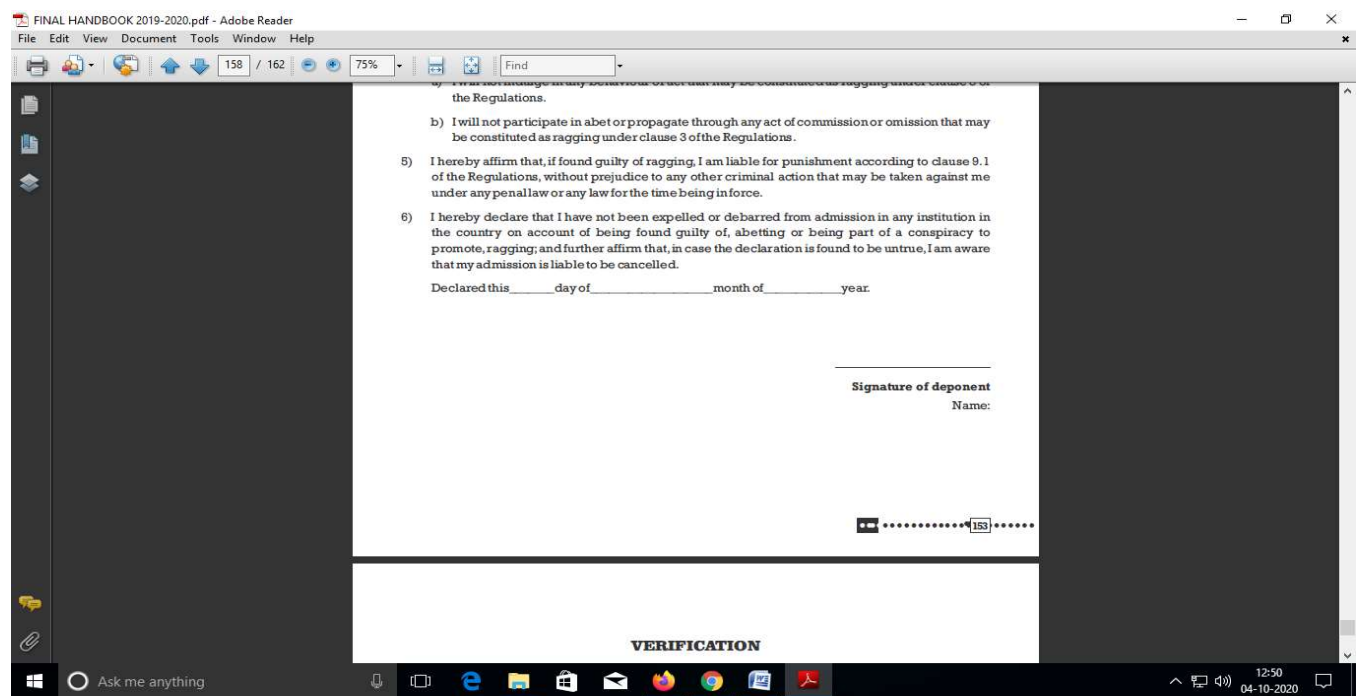 FINAL HANDBOOK 2019-2020.pdf - Adobe Reader
File Edit View Document Tools Window Help
158 / 162 75% Find
the Regulations.
b) I will not participate in abet or propagate through any act of commission or omission that may
be constituted as ragging under clause 3 of the Regulations.
5) I hereby affirm that, if found guilty of ragging, I am liable for punishment according to clause 9.1
of the Regulations, without prejudice to any other criminal action that may be taken against me
under any penal law or any law for the time being inforce.
6) I hereby declare that I have not been expelled or debarred from admission in any institution in
the country on account of being found guilty of, abetting or being part of a conspiracy to
promote, ragging; and further affirm that, in case the declaration is found to be untrue, I am aware
that my admission is liable to be cancelled.
Declared this______day of________________month of__________year.
Signature of deponent
Name:
153
VERIFICATION
Ask me anything
12:50
04-10-2020